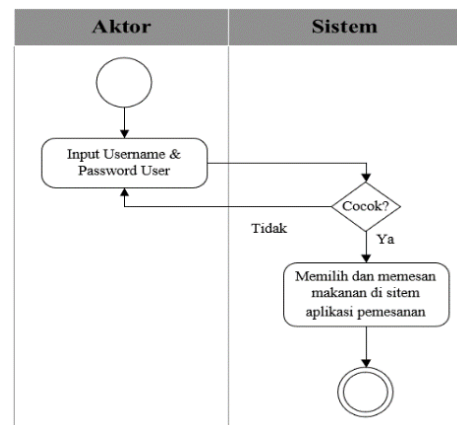 Aktor
Sistem
Input Username &
Password User
Cocok?
Tidak
Ya
Memilih dan memesan
makanan di sitem
aplikasi pemesanan